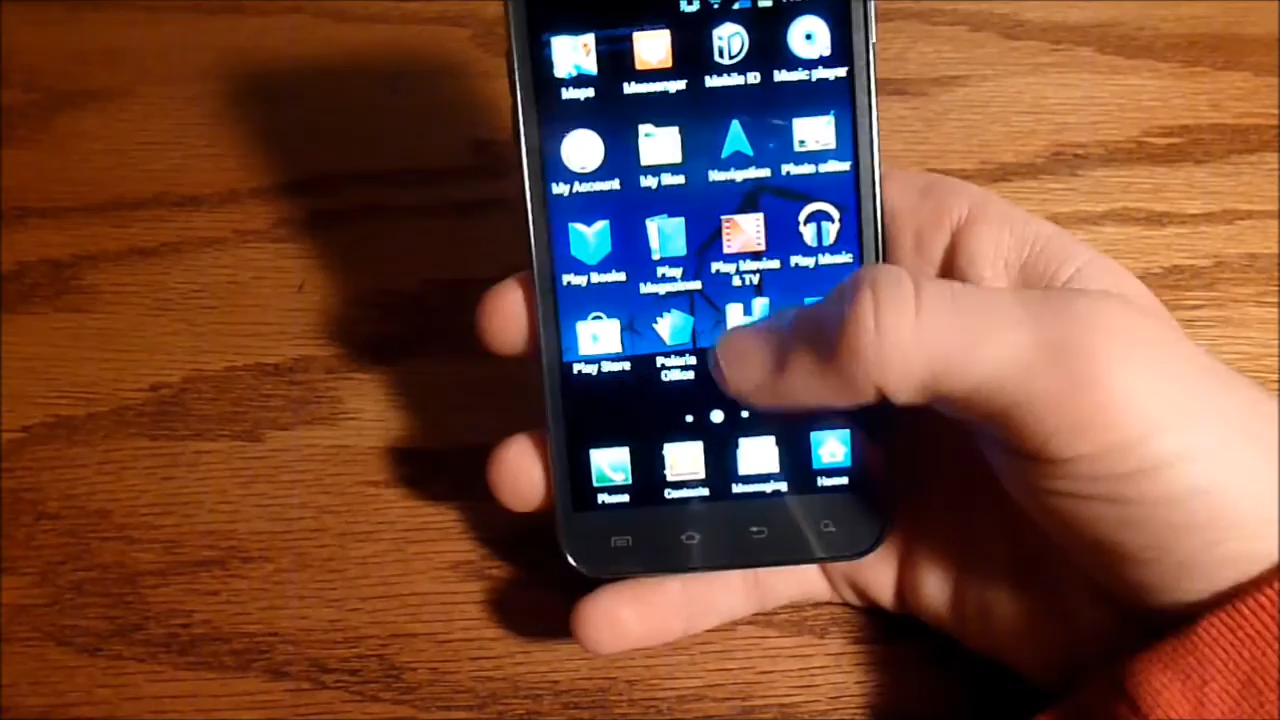 Maps Messenger Mobile ID Music player
iD
My Account My files Navigation Photo editor
Play Books Play Magazines Play Movies & TV Play Music
Play Store Polaris Office
Phone Contacts Messaging Home